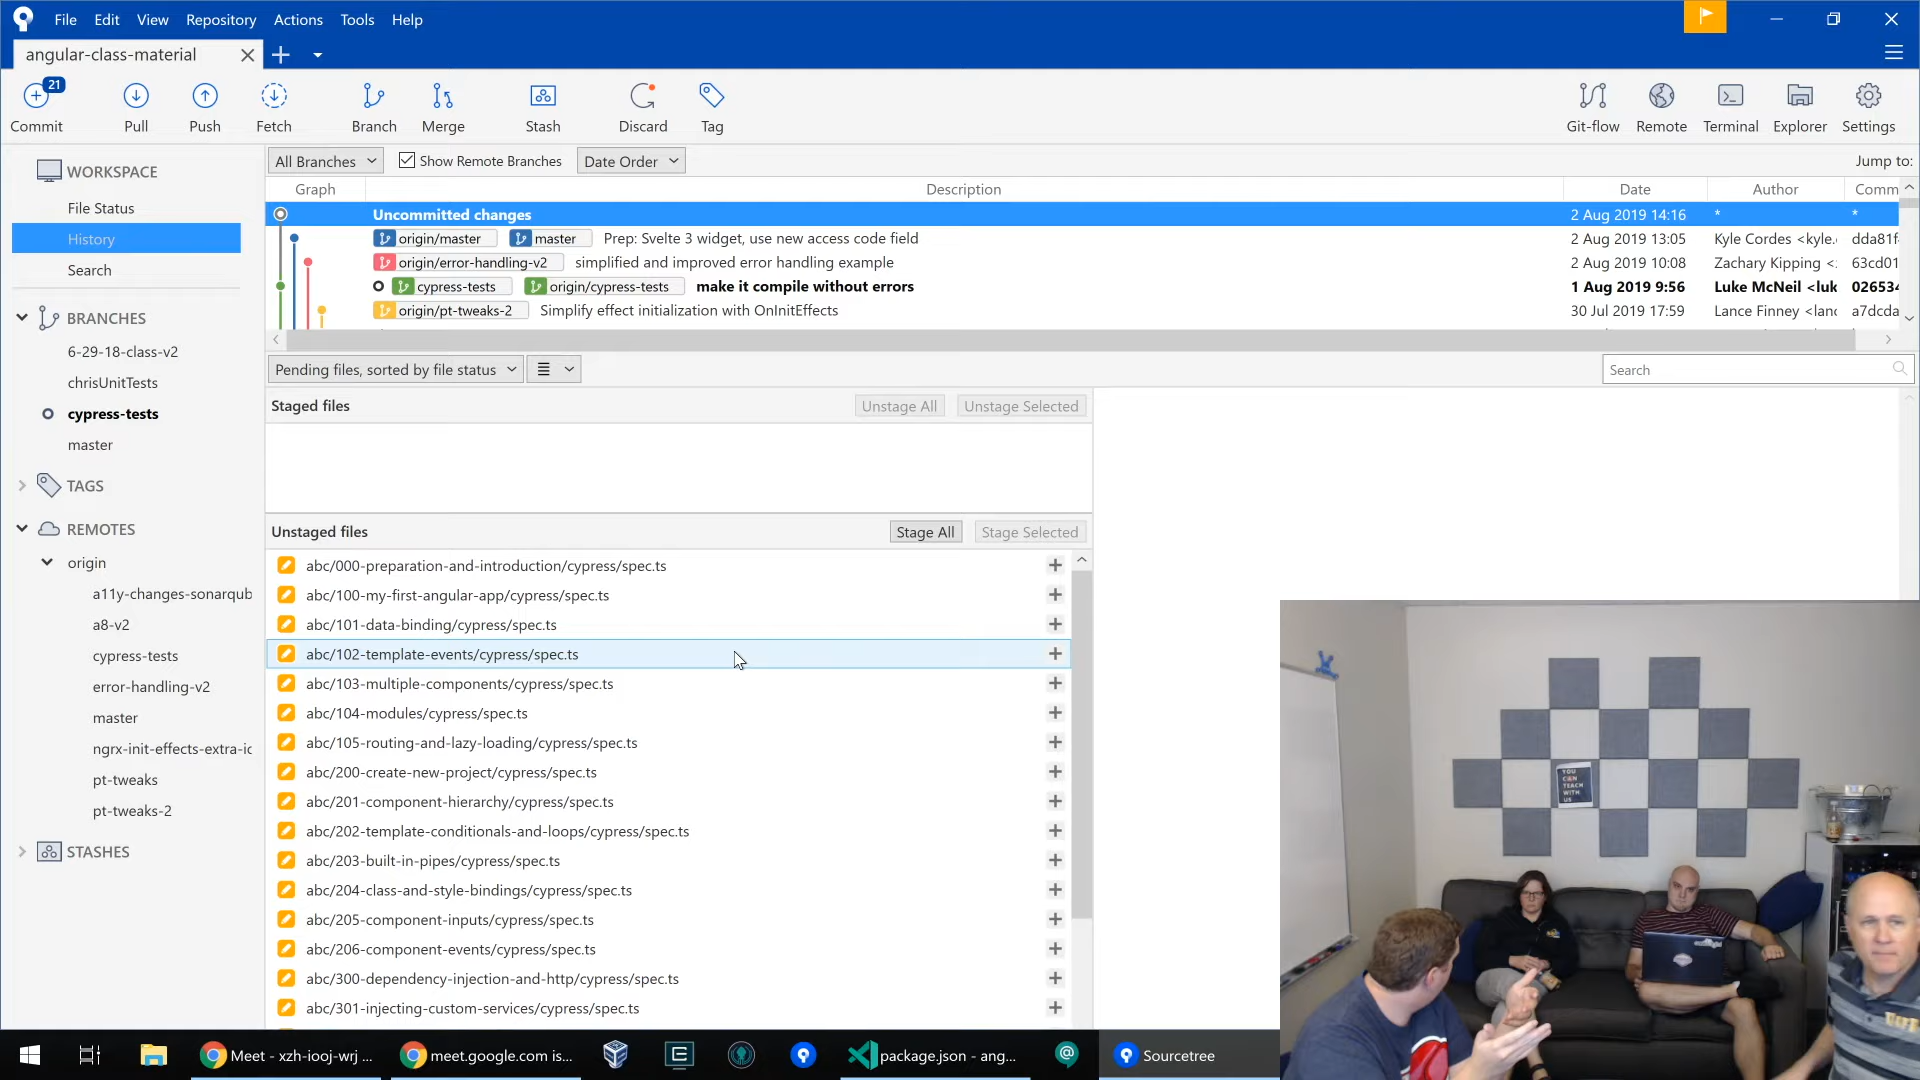 File Edit View Repository Actions Tools Help
angular-class-material
21
Commit Pull Push Fetch Branch Merge Stash Discard Tag Git-flow Remote Terminal Explorer Settings
WORKSPACE
File Status
History
Search
BRANCHES
6-29-18-class-v2
chrisUnitTests
cypress-tests
master
TAGS
REMOTES
origin
a11y-changes-sonarqub
a8-v2
cypress-tests
error-handling-v2
master
ngrx-init-effects-extra-ic
pt-tweaks
pt-tweaks-2
STASHES
All Branches Show Remote Branches Date Order Jump to:
Graph Description Date Author Comm
Uncommitted changes 2 Aug 2019 14:16 * *
origin/master master Prep: Svelte 3 widget, use new access code field 2 Aug 2019 13:05 Kyle Cordes <kyle. dda81f
origin/error-handling-v2 simplified and improved error handling example 2 Aug 2019 10:08 Zachary Kipping < 63cd01
cypress-tests origin/cypress-tests make it compile without errors 1 Aug 2019 9:56 Luke McNeil <luk 026534
origin/pt-tweaks-2 Simplify effect initialization with OnInitEffects 30 Jul 2019 17:59 Lance Finney <lanc a7dcda
Pending files, sorted by file status Search
Staged files Unstage All Unstage Selected
Unstaged files Stage All Stage Selected
abc/000-preparation-and-introduction/cypress/spec.ts
abc/100-my-first-angular-app/cypress/spec.ts
abc/101-data-binding/cypress/spec.ts
abc/102-template-events/cypress/spec.ts
abc/103-multiple-components/cypress/spec.ts
abc/104-modules/cypress/spec.ts
abc/105-routing-and-lazy-loading/cypress/spec.ts
abc/200-create-new-project/cypress/spec.ts
abc/201-component-hierarchy/cypress/spec.ts
abc/202-template-conditionals-and-loops/cypress/spec.ts
abc/203-built-in-pipes/cypress/spec.ts
abc/204-class-and-style-bindings/cypress/spec.ts
abc/205-component-inputs/cypress/spec.ts
abc/206-component-events/cypress/spec.ts
abc/300-dependency-injection-and-http/cypress/spec.ts
abc/301-injecting-custom-services/cypress/spec.ts
YOU
CAN
TEACH
WITH
US
Meet - xzh-iooj-wrj ... meet.google.com is... package.json - ang... Sourcetree